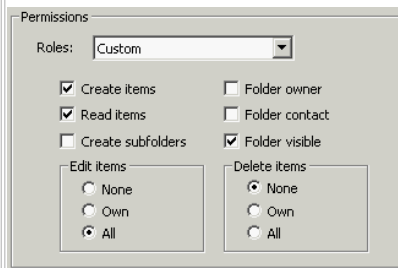 Permissions
Roles: Custom
Create items Folder owner
Read items Folder contact
Create subfolders Folder visible
Edit items Delete items
None None
Own Own
All All